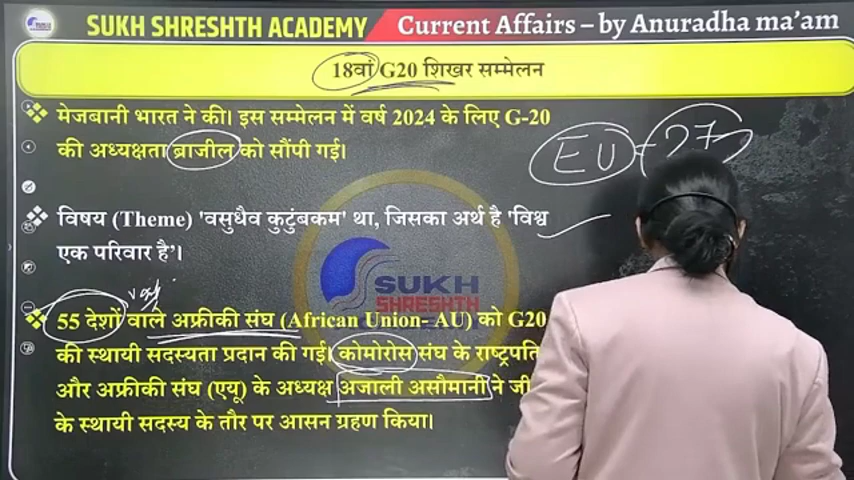 SUKH SHRESHTH ACADEMY
Current Affairs – by Anuradha ma'am
18वां G20 शिखर सम्मेलन
मेजबानी भारत ने की। इस सम्मेलन में वर्ष 2024 के लिए G-20
की अध्यक्षता ब्राजील को सौंपी गई।
EU - 27
विषय (Theme) 'वसुधैव कुटुंबकम' था, जिसका अर्थ है 'विश्व
एक परिवार है'।
SUKH
SHRESHTH
55 देशों वाले अफ्रीकी संघ (African Union- AU) को G20
की स्थायी सदस्यता प्रदान की गई। कोमोरोस संघ के राष्ट्रपति
और अफ्रीकी संघ (एयू) के अध्यक्ष अजाली असौमानी ने जी
के स्थायी सदस्य के तौर पर आसन ग्रहण किया।